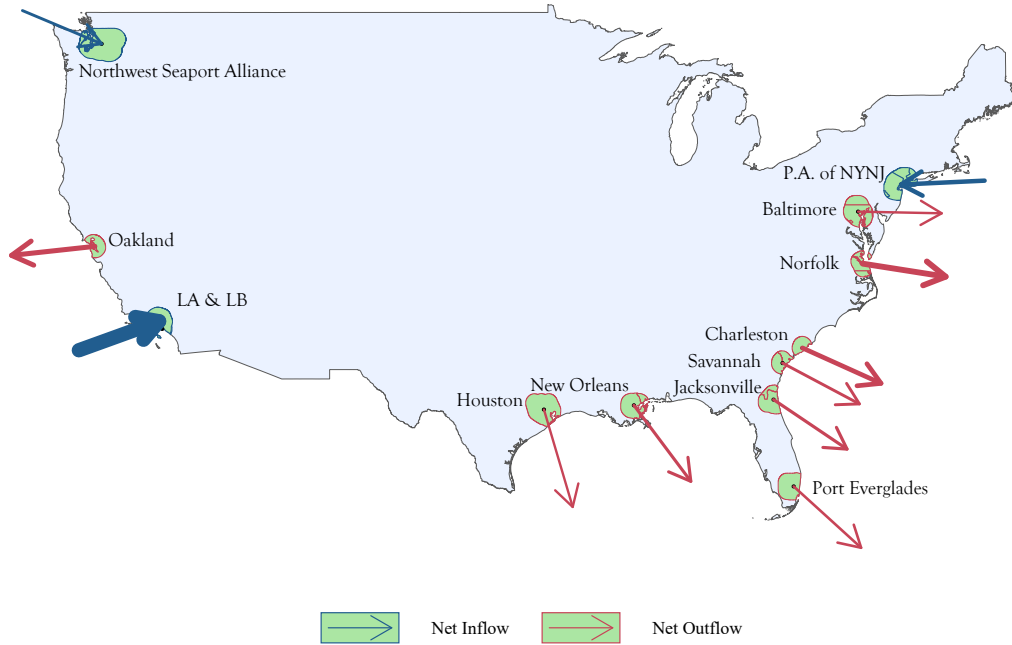 Northwest Seaport Alliance
P.A. of NYNJ
Baltimore
Oakland
Norfolk
LA & LB
Charleston
Savannah
Jacksonville
New Orleans
Houston
Port Everglades
Net Inflow
Net Outflow